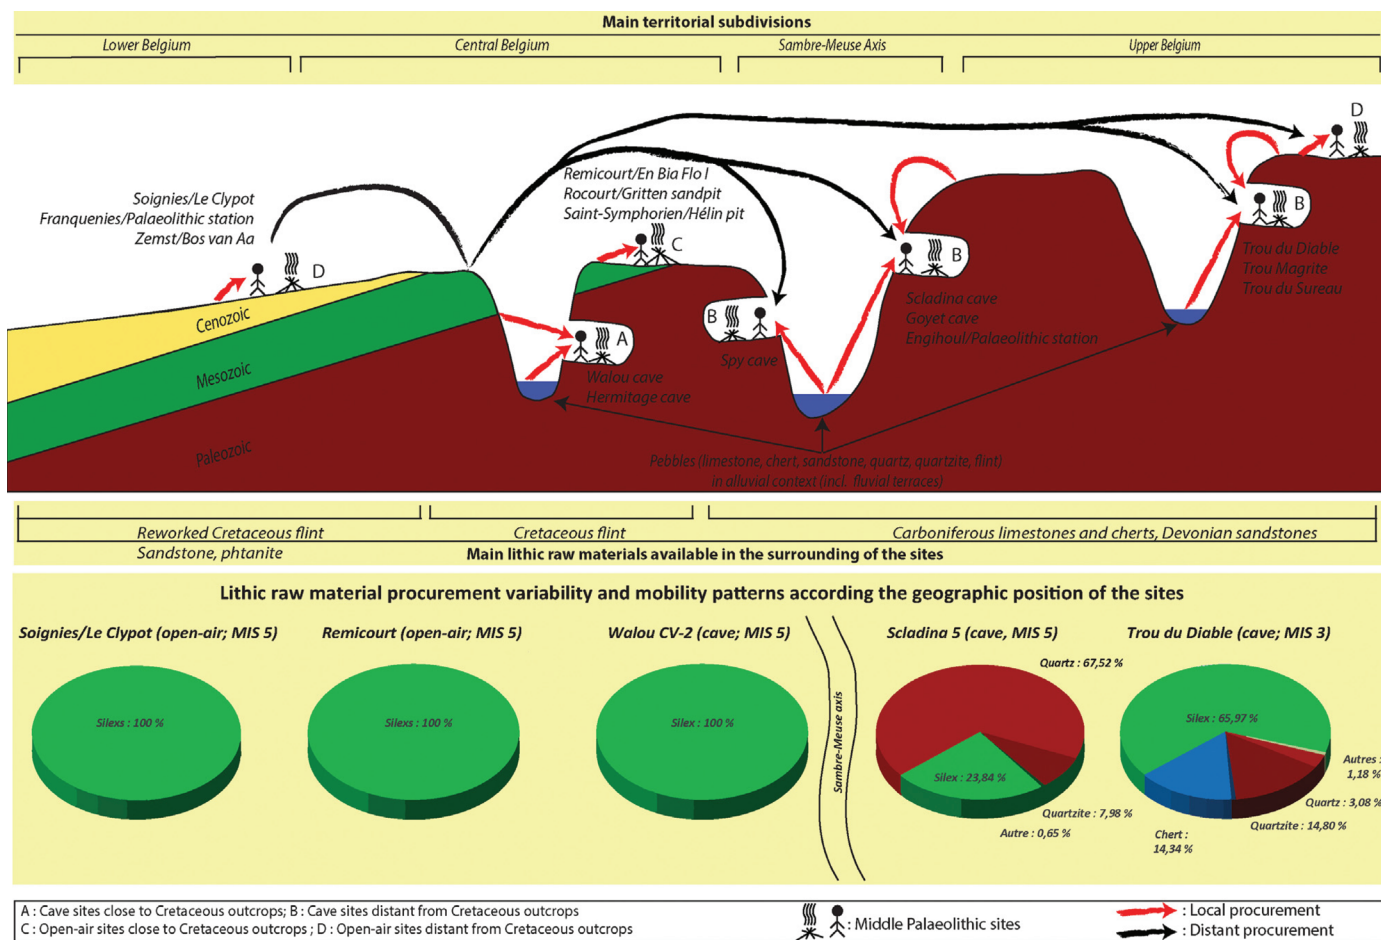 Main territorial subdivisions
Lower Belgium
Central Belgium
Sambre-Meuse Axis
Upper Belgium
Soignies/Le Clypot
Franquenies/Palaeolithic station
Zemst/Bos van Aa
D
Remicourt/En Bia Flo I
Rocourt/Gritten sandpit
Saint-Symphorien/Hélin pit
C
D
B
Trou du Diable
Trou Magrite
Trou du Sureau
B
Scladina cave
Goyet cave
Engihoul/Palaeolithic station
B
Spy cave
A
Walou cave
Hermitage cave
Cenozoic
Mesozoic
Paleozoic
Pebbles (limestone, chert, sandstone, quartz, quartzite, flint)
in alluvial context (incl. fluvial terraces)
Reworked Cretaceous flint
Cretaceous flint
Carboniferous limestones and cherts, Devonian sandstones
Sandstone, phtanite
Main lithic raw materials available in the surrounding of the sites
Lithic raw material procurement variability and mobility patterns according the geographic position of the sites
Soignies/Le Clypot (open-air; MIS 5)
Remicourt (open-air; MIS 5)
Walou CV-2 (cave; MIS 5)
Scladina 5 (cave, MIS 5)
Trou du Diable (cave; MIS 3)
Silexs : 100 %
Silexs : 100 %
Silex : 100 %
Sambre-Meuse axis
Quartz : 67,52 %
Silex : 23,84 %
Quartzite : 7,98 %
Autre : 0,65 %
Silex : 65,97 %
Autres :
1,18 %
Quartz : 3,08 %
Quartzite : 14,80 %
Chert :
14,34 %
A : Cave sites close to Cretaceous outcrops; B : Cave sites distant from Cretaceous outcrops
C : Open-air sites close to Cretaceous outcrops ; D : Open-air sites distant from Cretaceous outcrops
: Middle Palaeolithic sites
: Local procurement
: Distant procurement